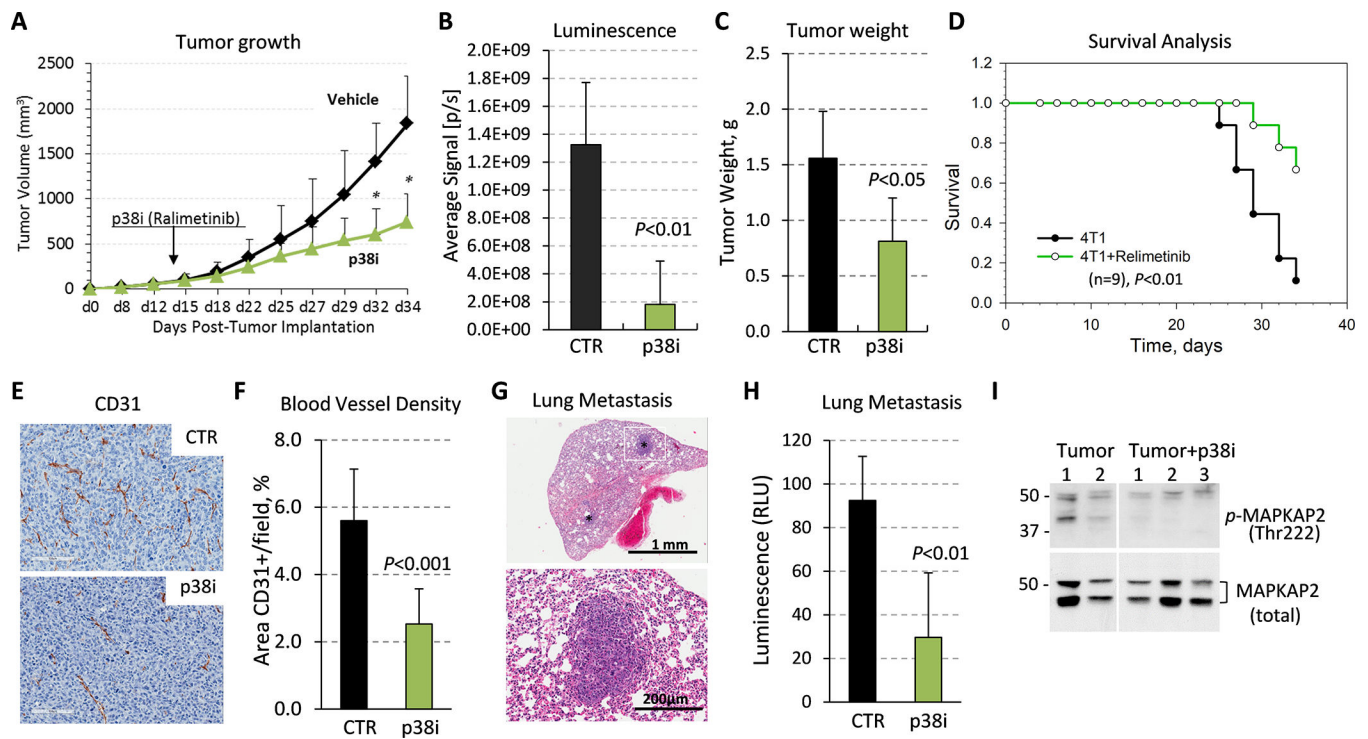 A
Tumor growth
Tumor Volume (mm³)
2500
2000
1500
1000
500
0
Vehicle
p38i (Ralimetinib)
*
*
p38i
d0 d8 d12 d15 d18 d22 d25 d27 d29 d32 d34
Days Post-Tumor Implantation
B
Luminescence
Average Signal [p/s]
2.0E+09
1.8E+09
1.6E+09
1.4E+09
1.2E+09
1.0E+09
8.0E+08
6.0E+08
4.0E+08
2.0E+08
0.0E+00
P<0.01
CTR p38i
C
Tumor weight
Tumor Weight, g
2.5
2.0
1.5
1.0
0.5
0.0
P<0.05
CTR p38i
D
Survival Analysis
Survival
1.2
1.0
0.8
0.6
0.4
0.2
0.0
4T1
4T1+Relimetinib
(n=9), P<0.01
0 10 20 30 40
Time, days
E
CD31
CTR
p38i
F
Blood Vessel Density
Area CD31+/field, %
8.0
6.0
4.0
2.0
0.0
P<0.001
CTR p38i
G
Lung Metastasis
*
*
1 mm
200µm
H
Lung Metastasis
Luminescence (RLU)
120
100
80
60
40
20
0
P<0.01
CTR p38i
I
Tumor Tumor+p38i
1 2 1 2 3
50 -
37 -
p-MAPKAP2
(Thr222)
50 -
MAPKAP2
(total)